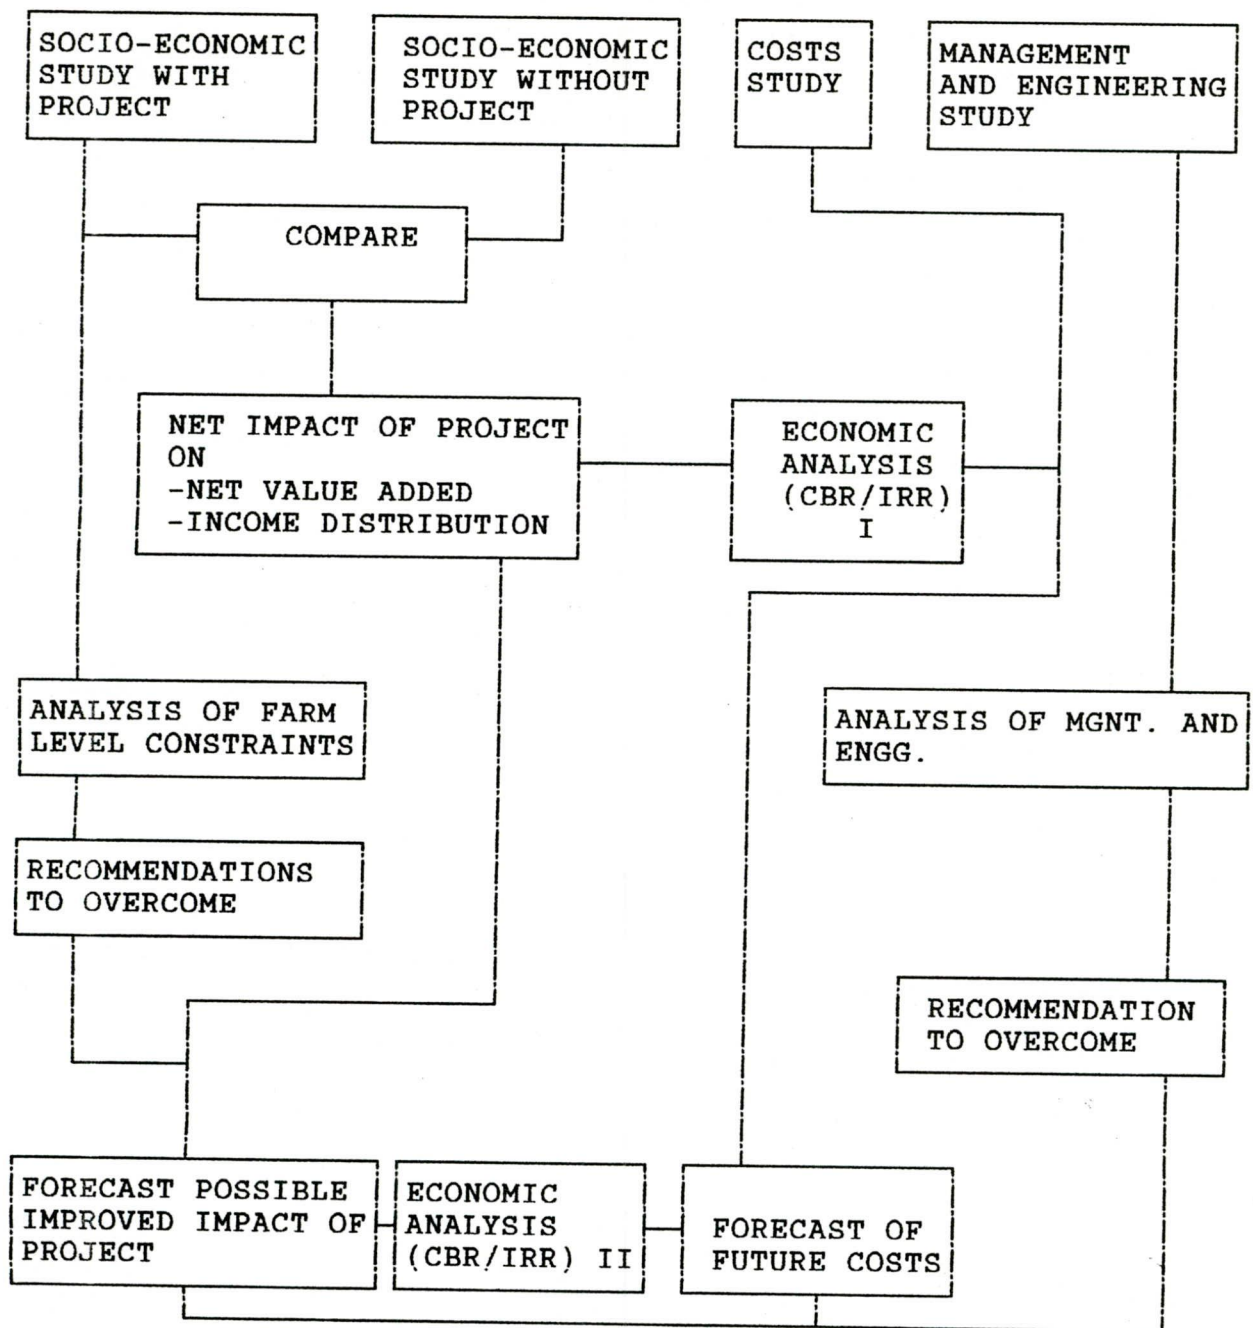 SOCIO-ECONOMIC
STUDY WITH
PROJECT
SOCIO-ECONOMIC
STUDY WITHOUT
PROJECT
COSTS
STUDY
MANAGEMENT
AND ENGINEERING
STUDY
COMPARE
NET IMPACT OF PROJECT
ON
-NET VALUE ADDED
-INCOME DISTRIBUTION
ECONOMIC
ANALYSIS
(CBR/IRR)
I
ANALYSIS OF FARM
LEVEL CONSTRAINTS
ANALYSIS OF MGNT. AND
ENGG.
RECOMMENDATIONS
TO OVERCOME
RECOMMENDATION
TO OVERCOME
FORECAST POSSIBLE
IMPROVED IMPACT OF
PROJECT
ECONOMIC
ANALYSIS
(CBR/IRR) II
FORECAST OF
FUTURE COSTS